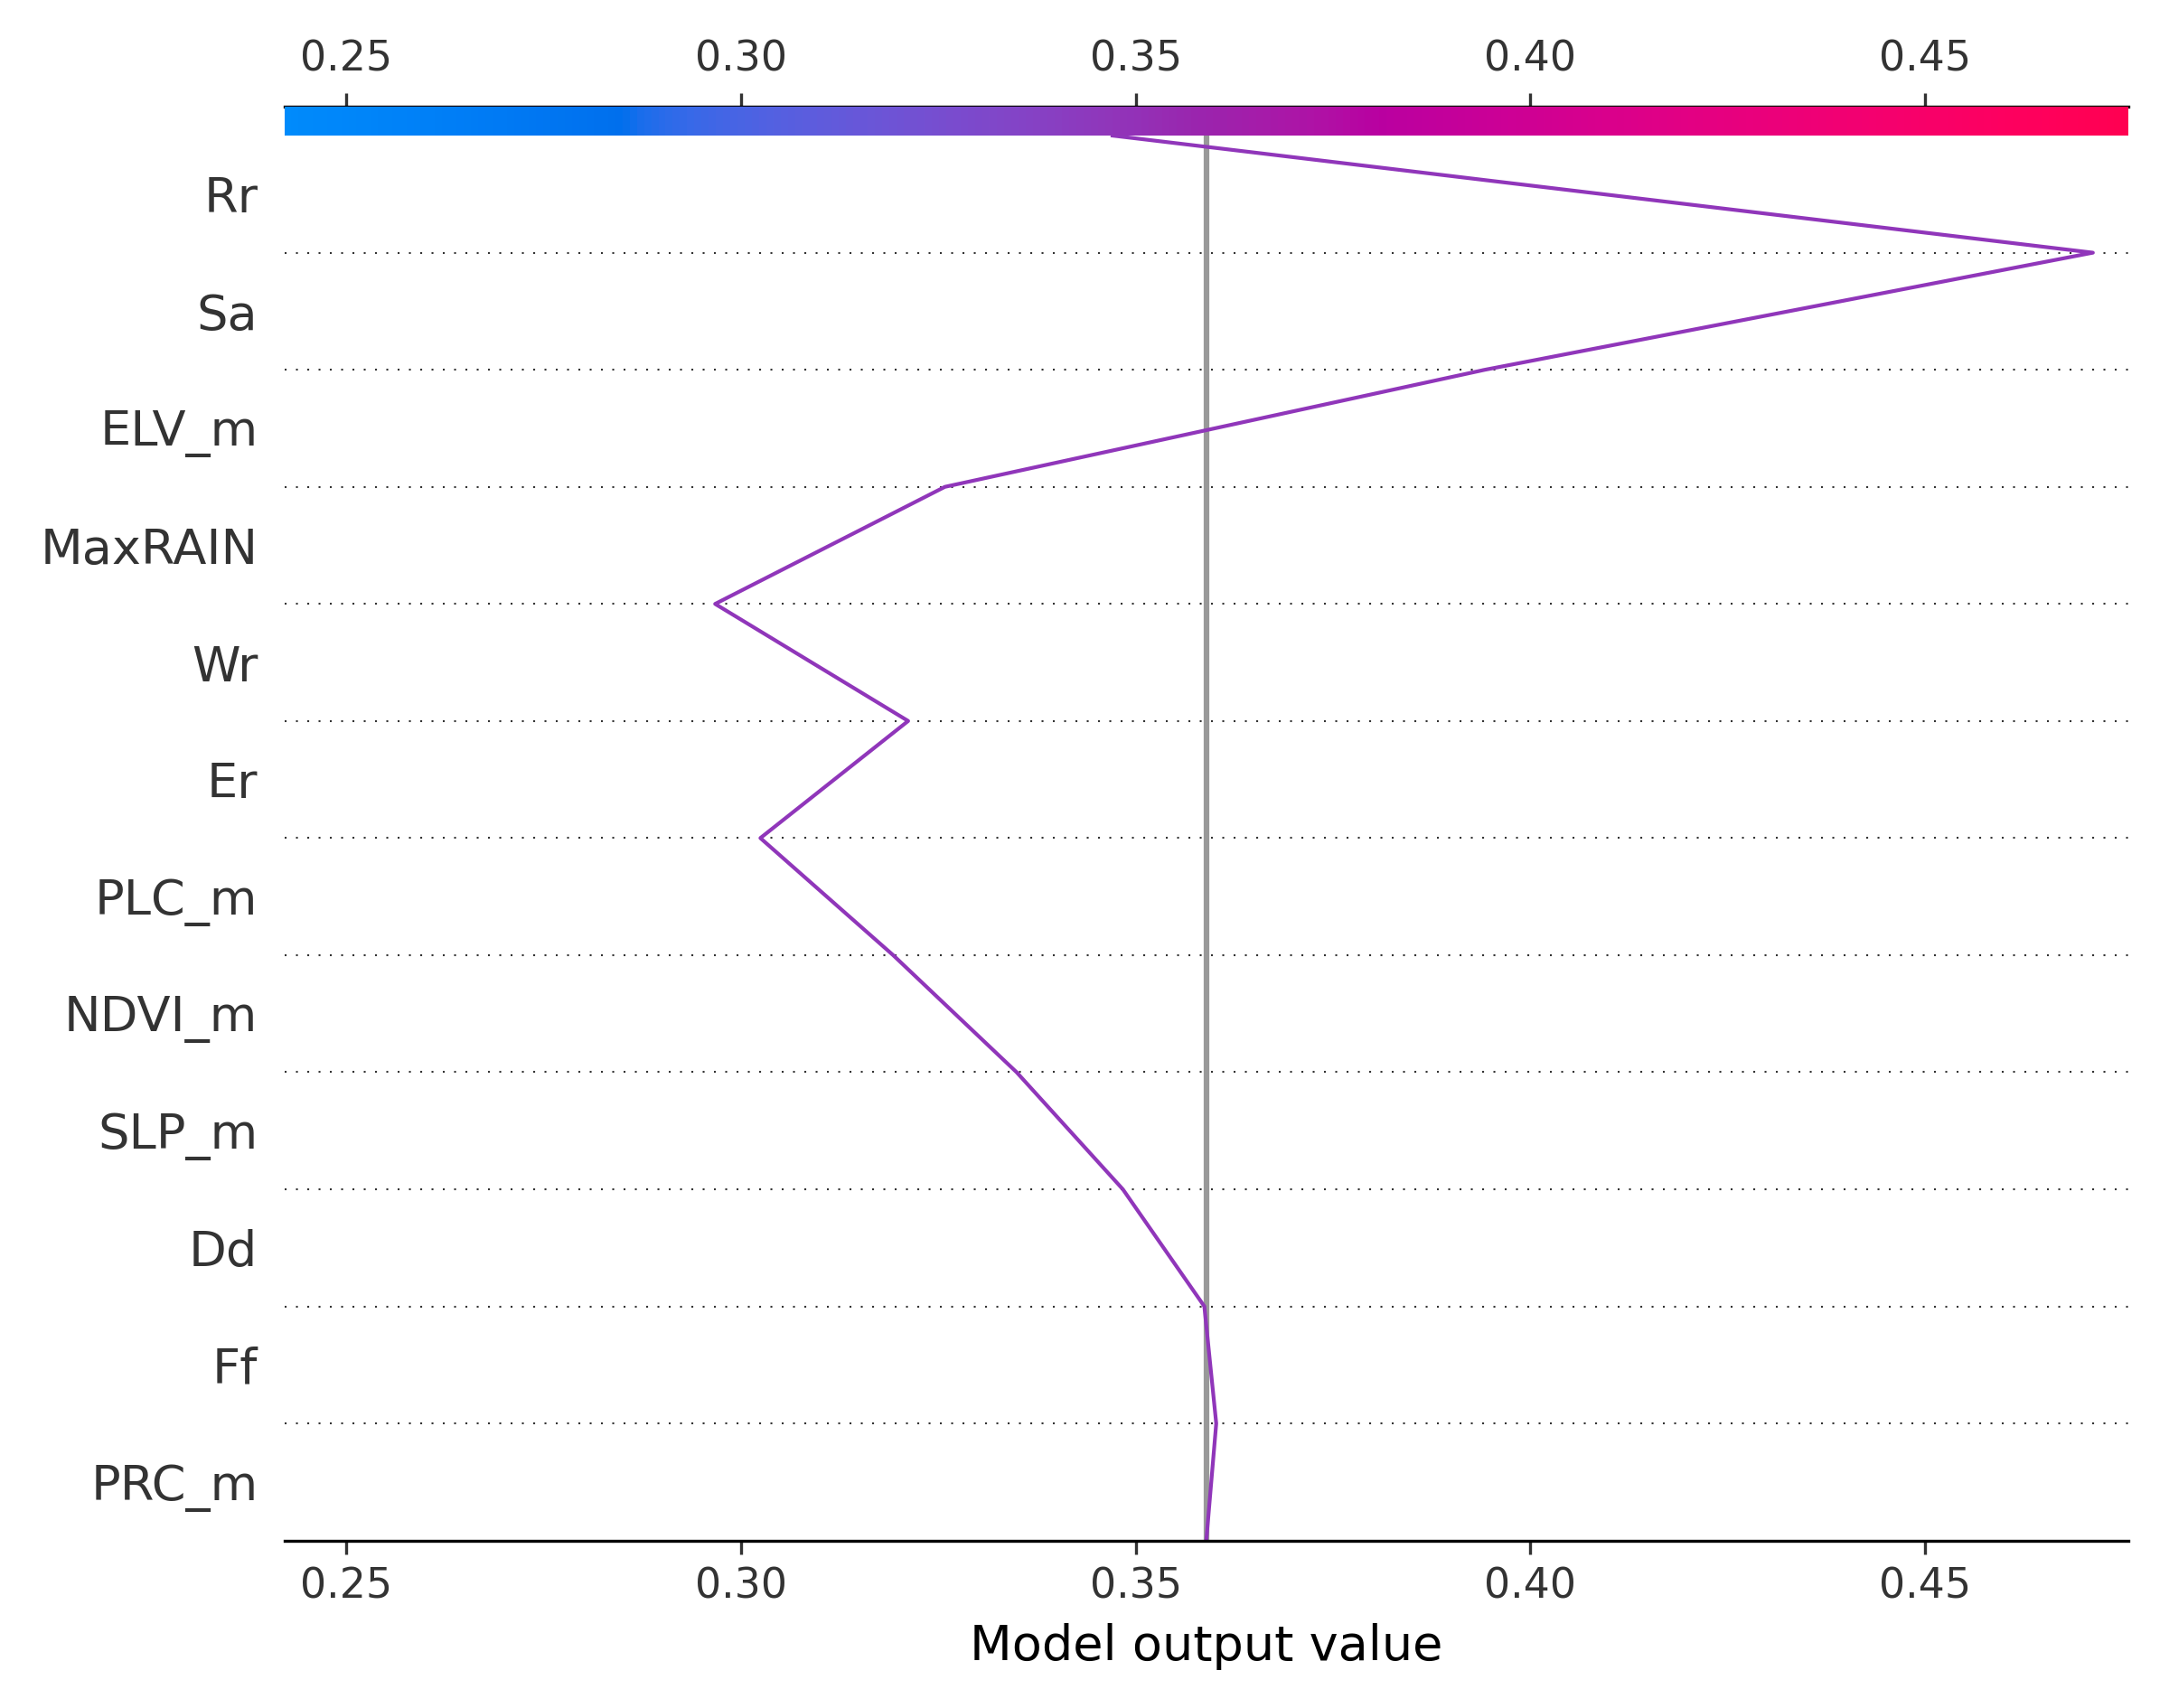 0.25 0.30 0.35 0.40 0.45
Rr
Sa
ELV_m
MaxRAIN
Wr
Er
PLC_m
NDVI_m
SLP_m
Dd
Ff
PRC_m
0.25 0.30 0.35 0.40 0.45
Model output value